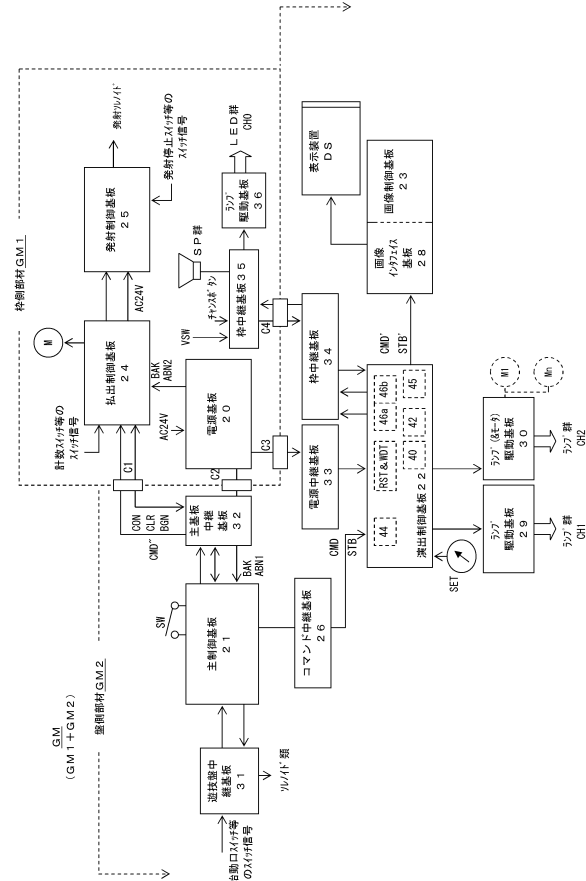 GM
(GM1+GM2)
枠側部材GM1
盤側部材GM2
計数スイッチ等の
スイッチ信号
M
払出制御基板
24
AC24V
発射制御基板
25
発射ソレノイド
発射停止スイッチ等の
スイッチ信号
C1
CON
CLR
BGN
CMD"
BAK
ABN2
AC24V
電源基板
20
C2
C3
主基板
中継
基板
32
BAK
ABN1
SW
主制御基板
21
遊技盤中
継基板
31
ソレノイド類
始動口スイッチ等
のスイッチ信号
コマンド中継基板
26
CMD
STB
VSW
チャンスボタン
SP群
枠中継基板35
C4
ランプ
駆動基板
36
LED群
CH0
電源中継基板
33
枠中継基板
34
44
RST&WDT
46a
46b
40
42
45
演出制御基板22
SET
CMD'
STB'
画像
インタフェイス
基板
28
画像制御基板
23
表示装置
DS
ランプ
駆動基板
29
ランプ群
CH1
ランプ(&モータ)
駆動基板
30
ランプ群
CH2
M1
Mn